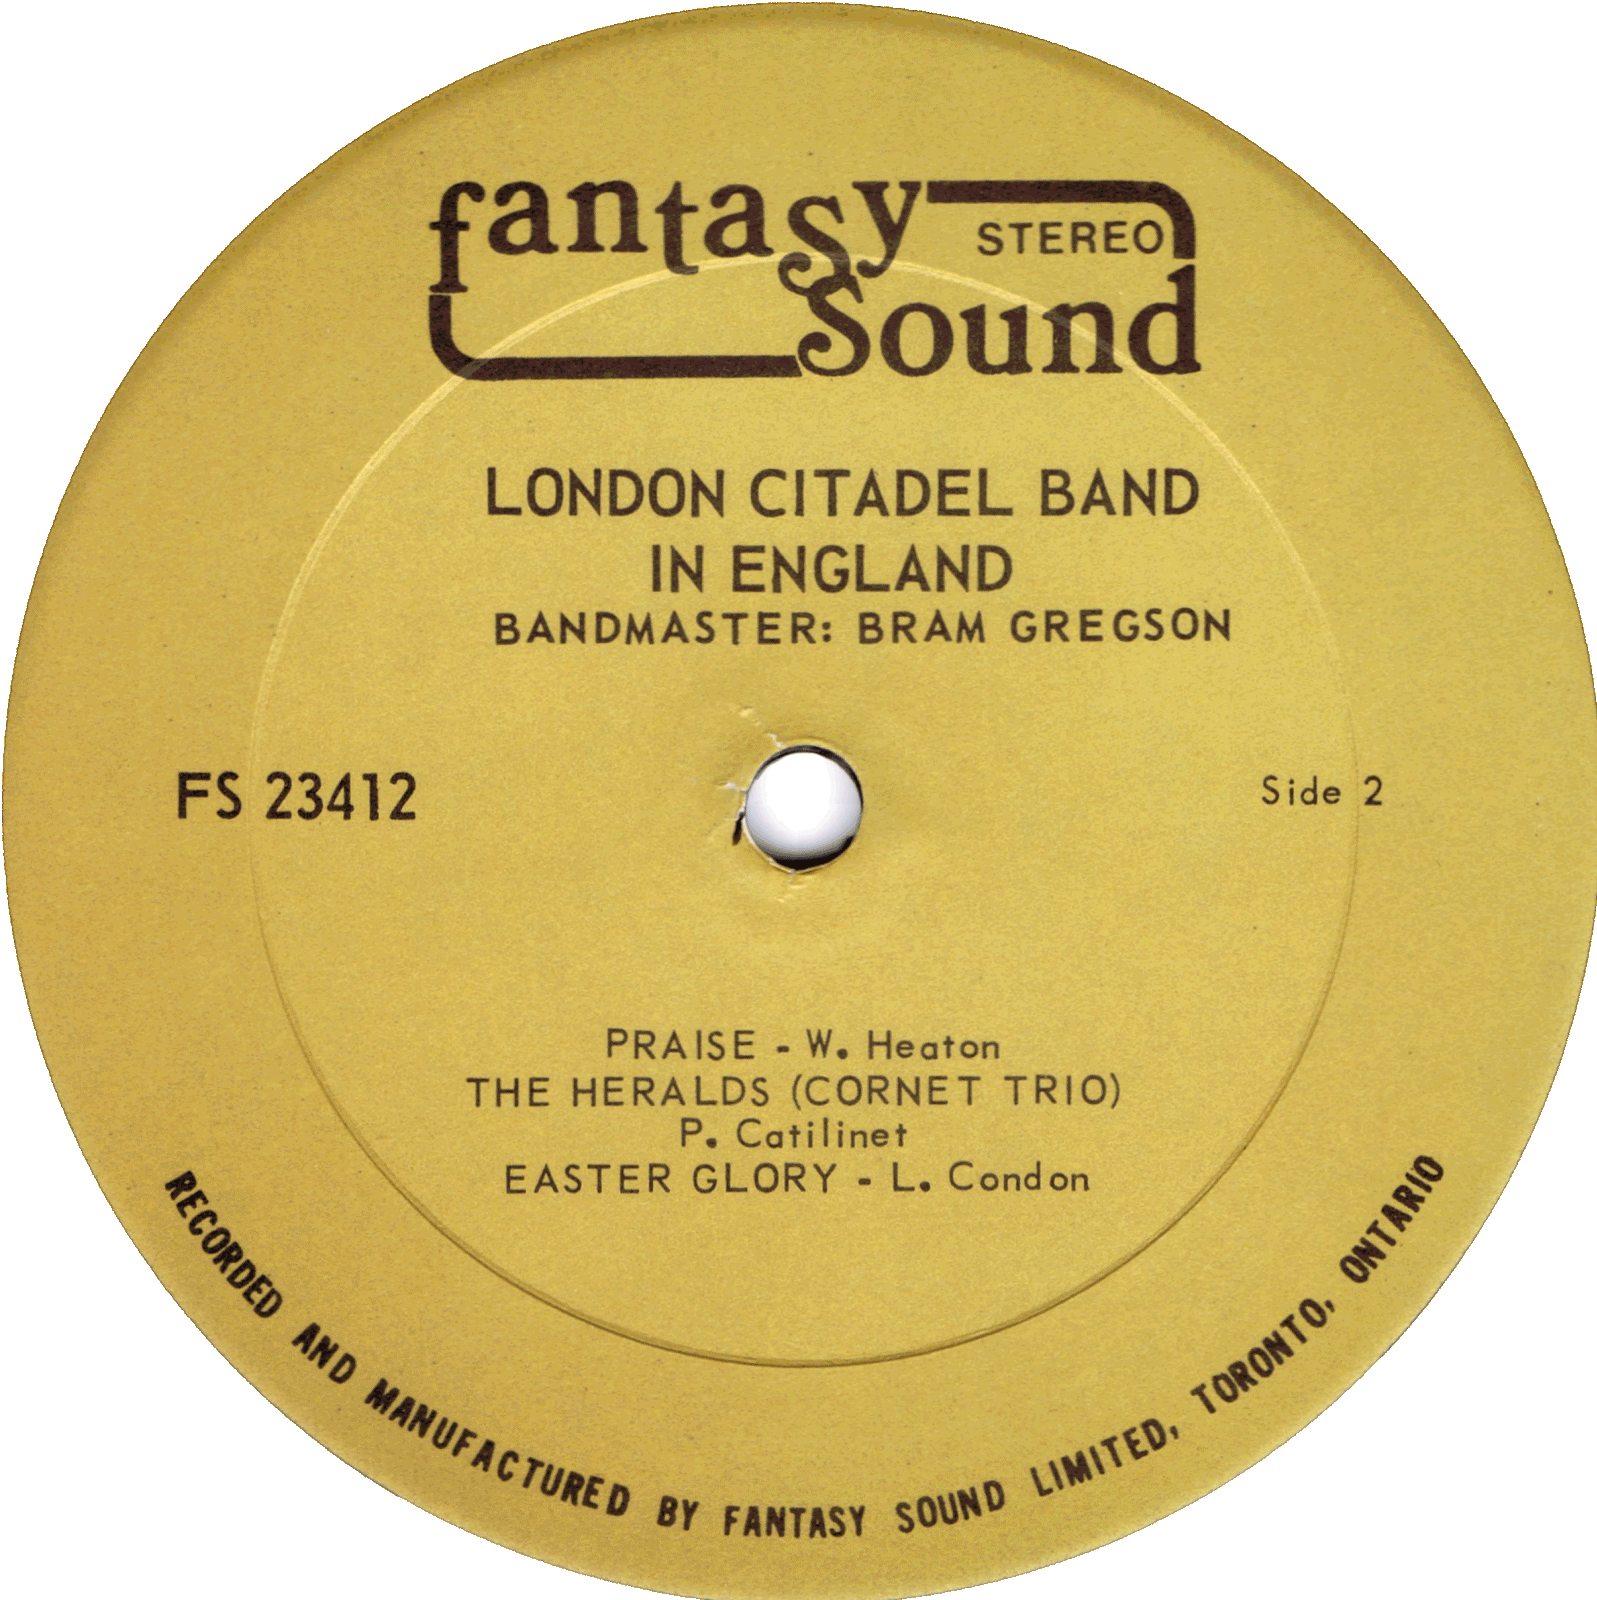 fantasy
STEREO
Sound
LONDON CITADEL BAND
IN ENGLAND
BANDMASTER: BRAM GREGSON
FS 23412
Side 2
PRAISE - W. Heaton
THE HERALDS (CORNET TRIO)
P. Catilinet
EASTER GLORY - L. Condon
RECORDED AND MANUFACTURED BY FANTASY SOUND LIMITED, TORONTO, ONTARIO